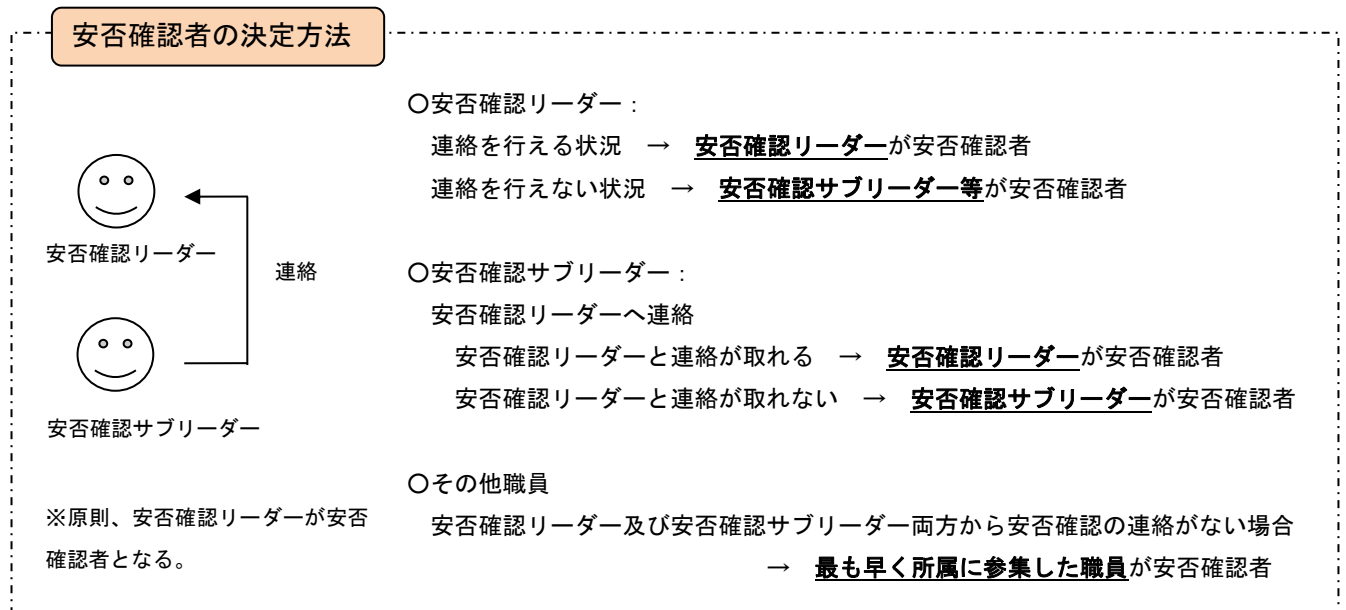 安否確認者の決定方法
〇安否確認リーダー：
連絡を行える状況　→　安否確認リーダーが安否確認者
連絡を行えない状況　→　安否確認サブリーダー等が安否確認者
安否確認リーダー
連絡
〇安否確認サブリーダー：
安否確認リーダーへ連絡
安否確認リーダーと連絡が取れる　→　安否確認リーダーが安否確認者
安否確認リーダーと連絡が取れない　→　安否確認サブリーダーが安否確認者
安否確認サブリーダー
※原則、安否確認リーダーが安否
確認者となる。
〇その他職員
安否確認リーダー及び安否確認サブリーダー両方から安否確認の連絡がない場合
→　最も早く所属に参集した職員が安否確認者